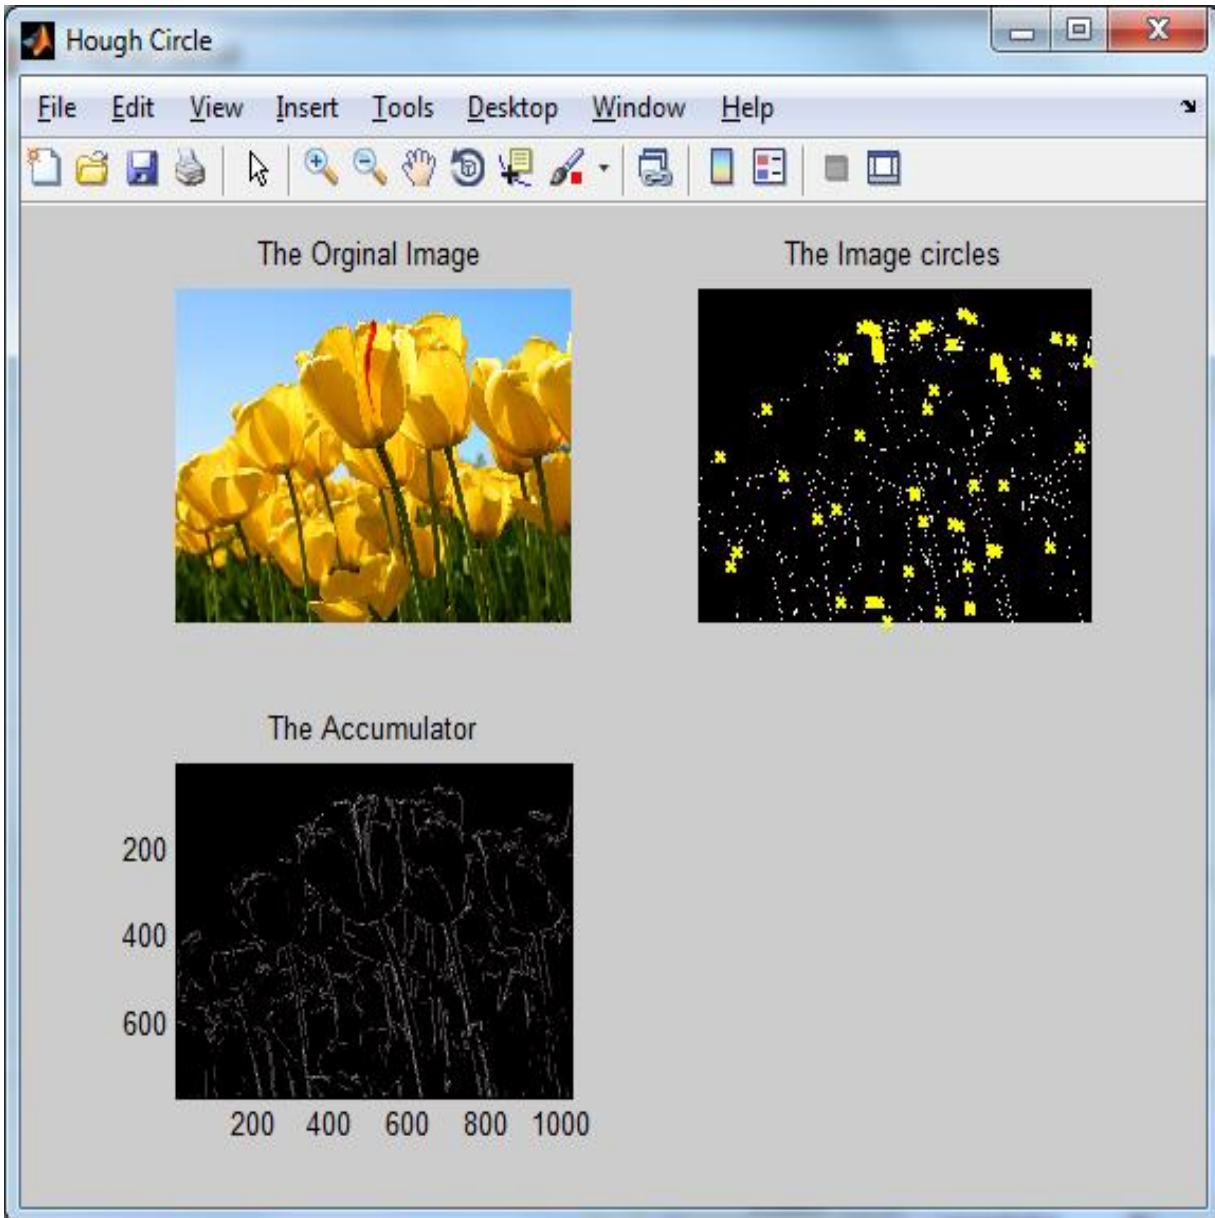 Hough Circle
File Edit View Insert Tools Desktop Window Help
The Orginal Image
The Image circles
The Accumulator
200
400
600
200 400 600 800 1000